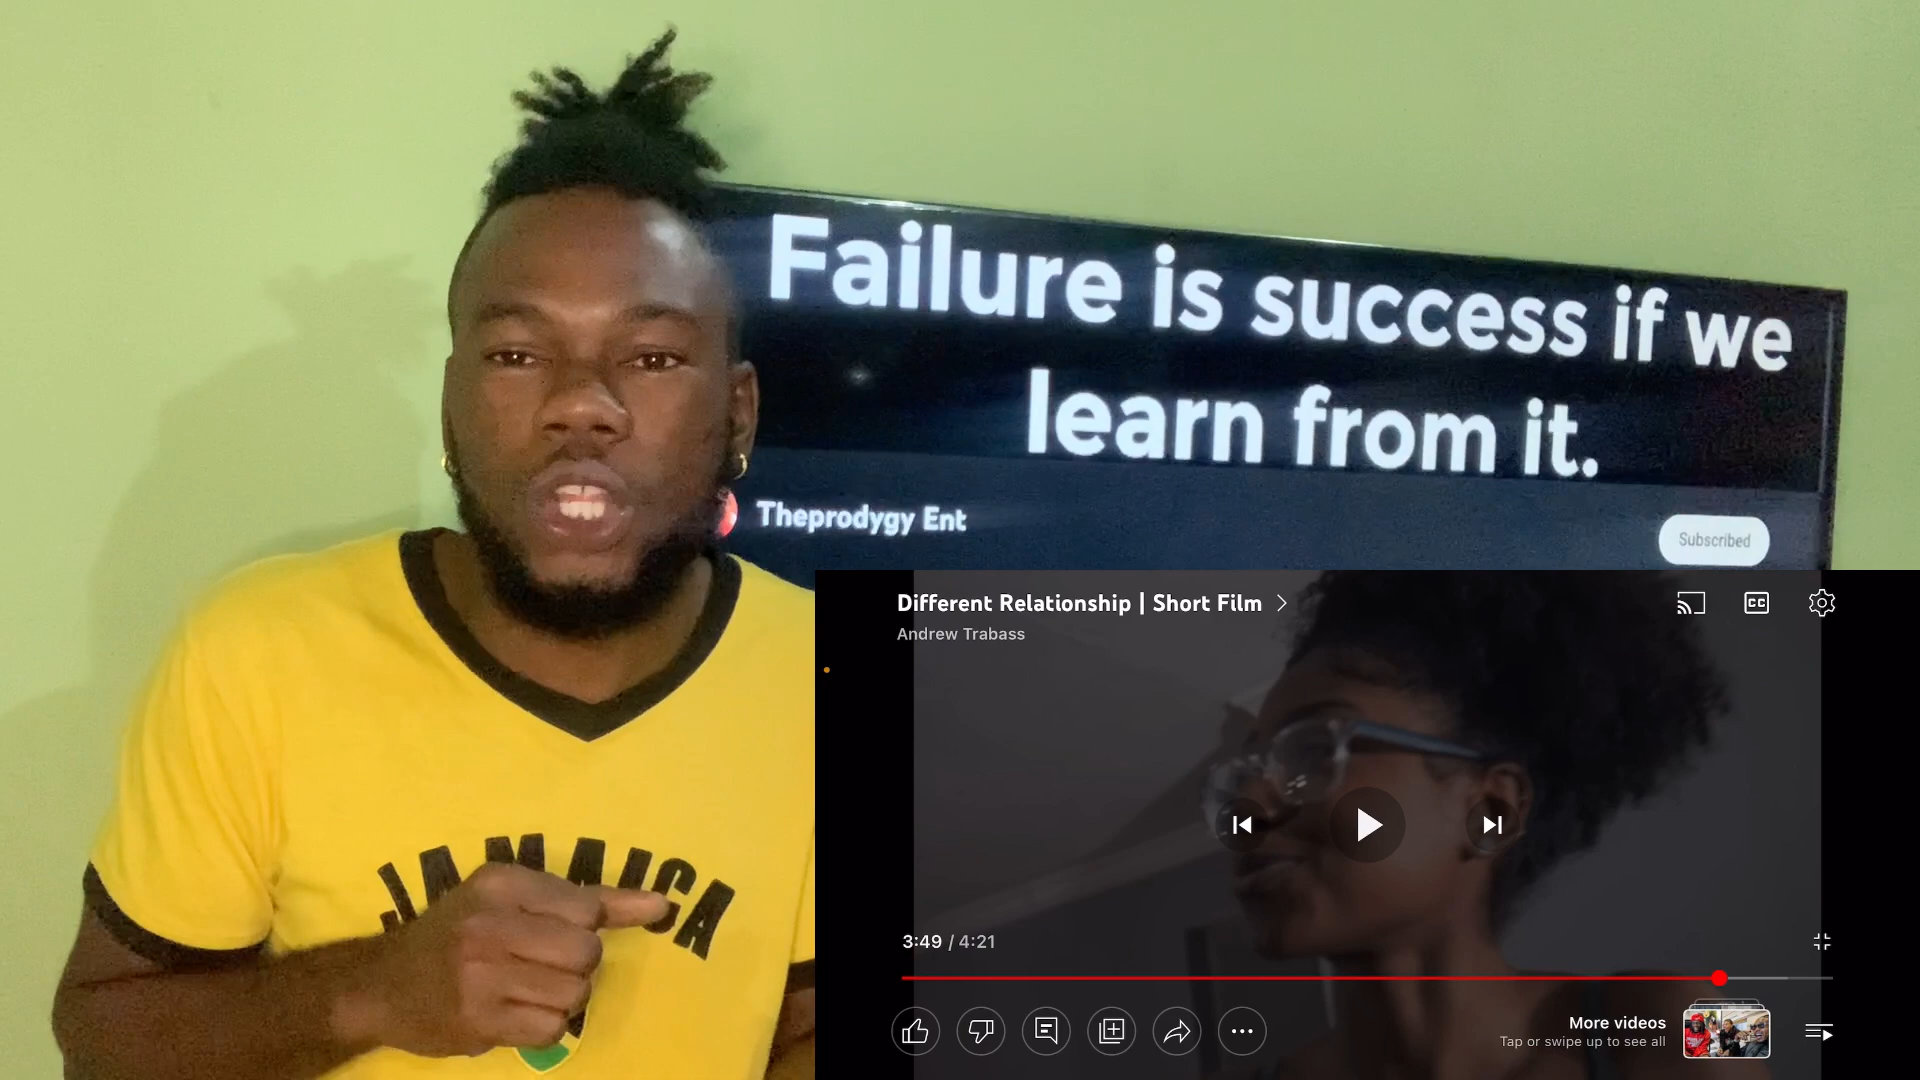 Failure is success if we
learn from it.
Theprodygy Ent
Subscribed
Different Relationship | Short Film
CC
Andrew Trabass
JAMAICA
3:49 / 4:21
More videos
Tap or swipe up to see all